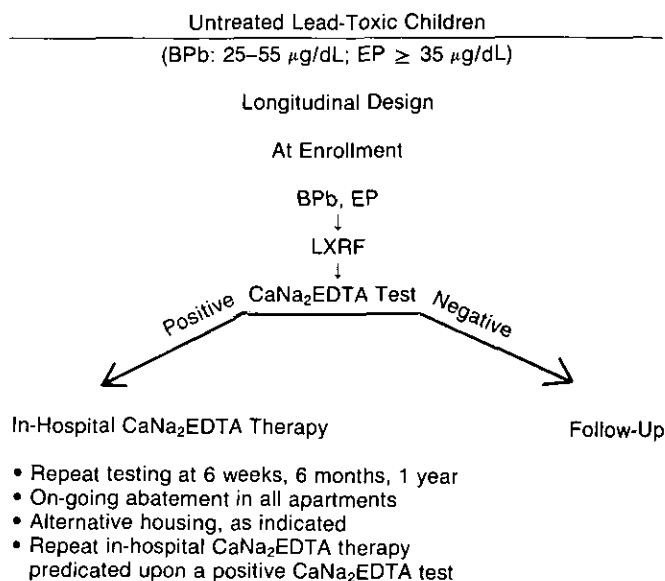 Untreated Lead-Toxic Children
(BPb: 25–55 μg/dL; EP ≥ 35 μg/dL)
Longitudinal Design
At Enrollment
BPb, EP
↓
LXRF
↓
Positive CaNa₂EDTA Test Negative
In-Hospital CaNa₂EDTA Therapy Follow-Up
• Repeat testing at 6 weeks, 6 months, 1 year
• On-going abatement in all apartments
• Alternative housing, as indicated
• Repeat in-hospital CaNa₂EDTA therapy
predicated upon a positive CaNa₂EDTA test